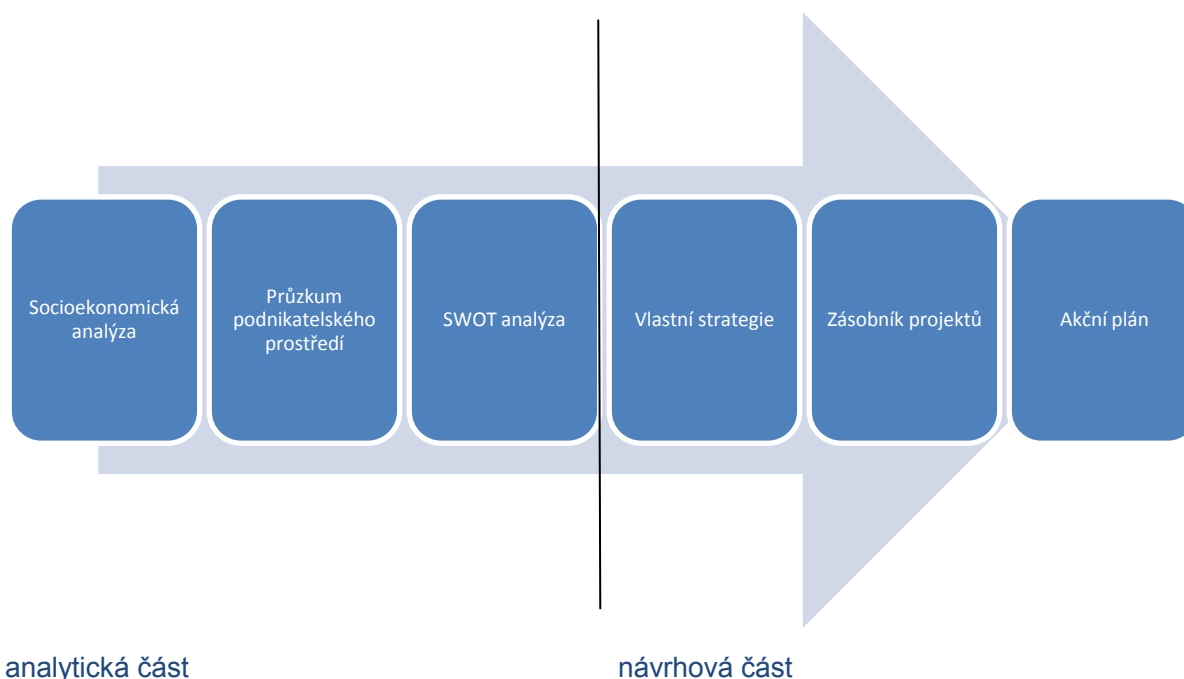 Socioekonomická
analýza
Průzkum
podnikatelského
prostředí
SWOT analýza
Vlastní strategie
Zásobník projektů
Akční plán
analytická část
návrhová část